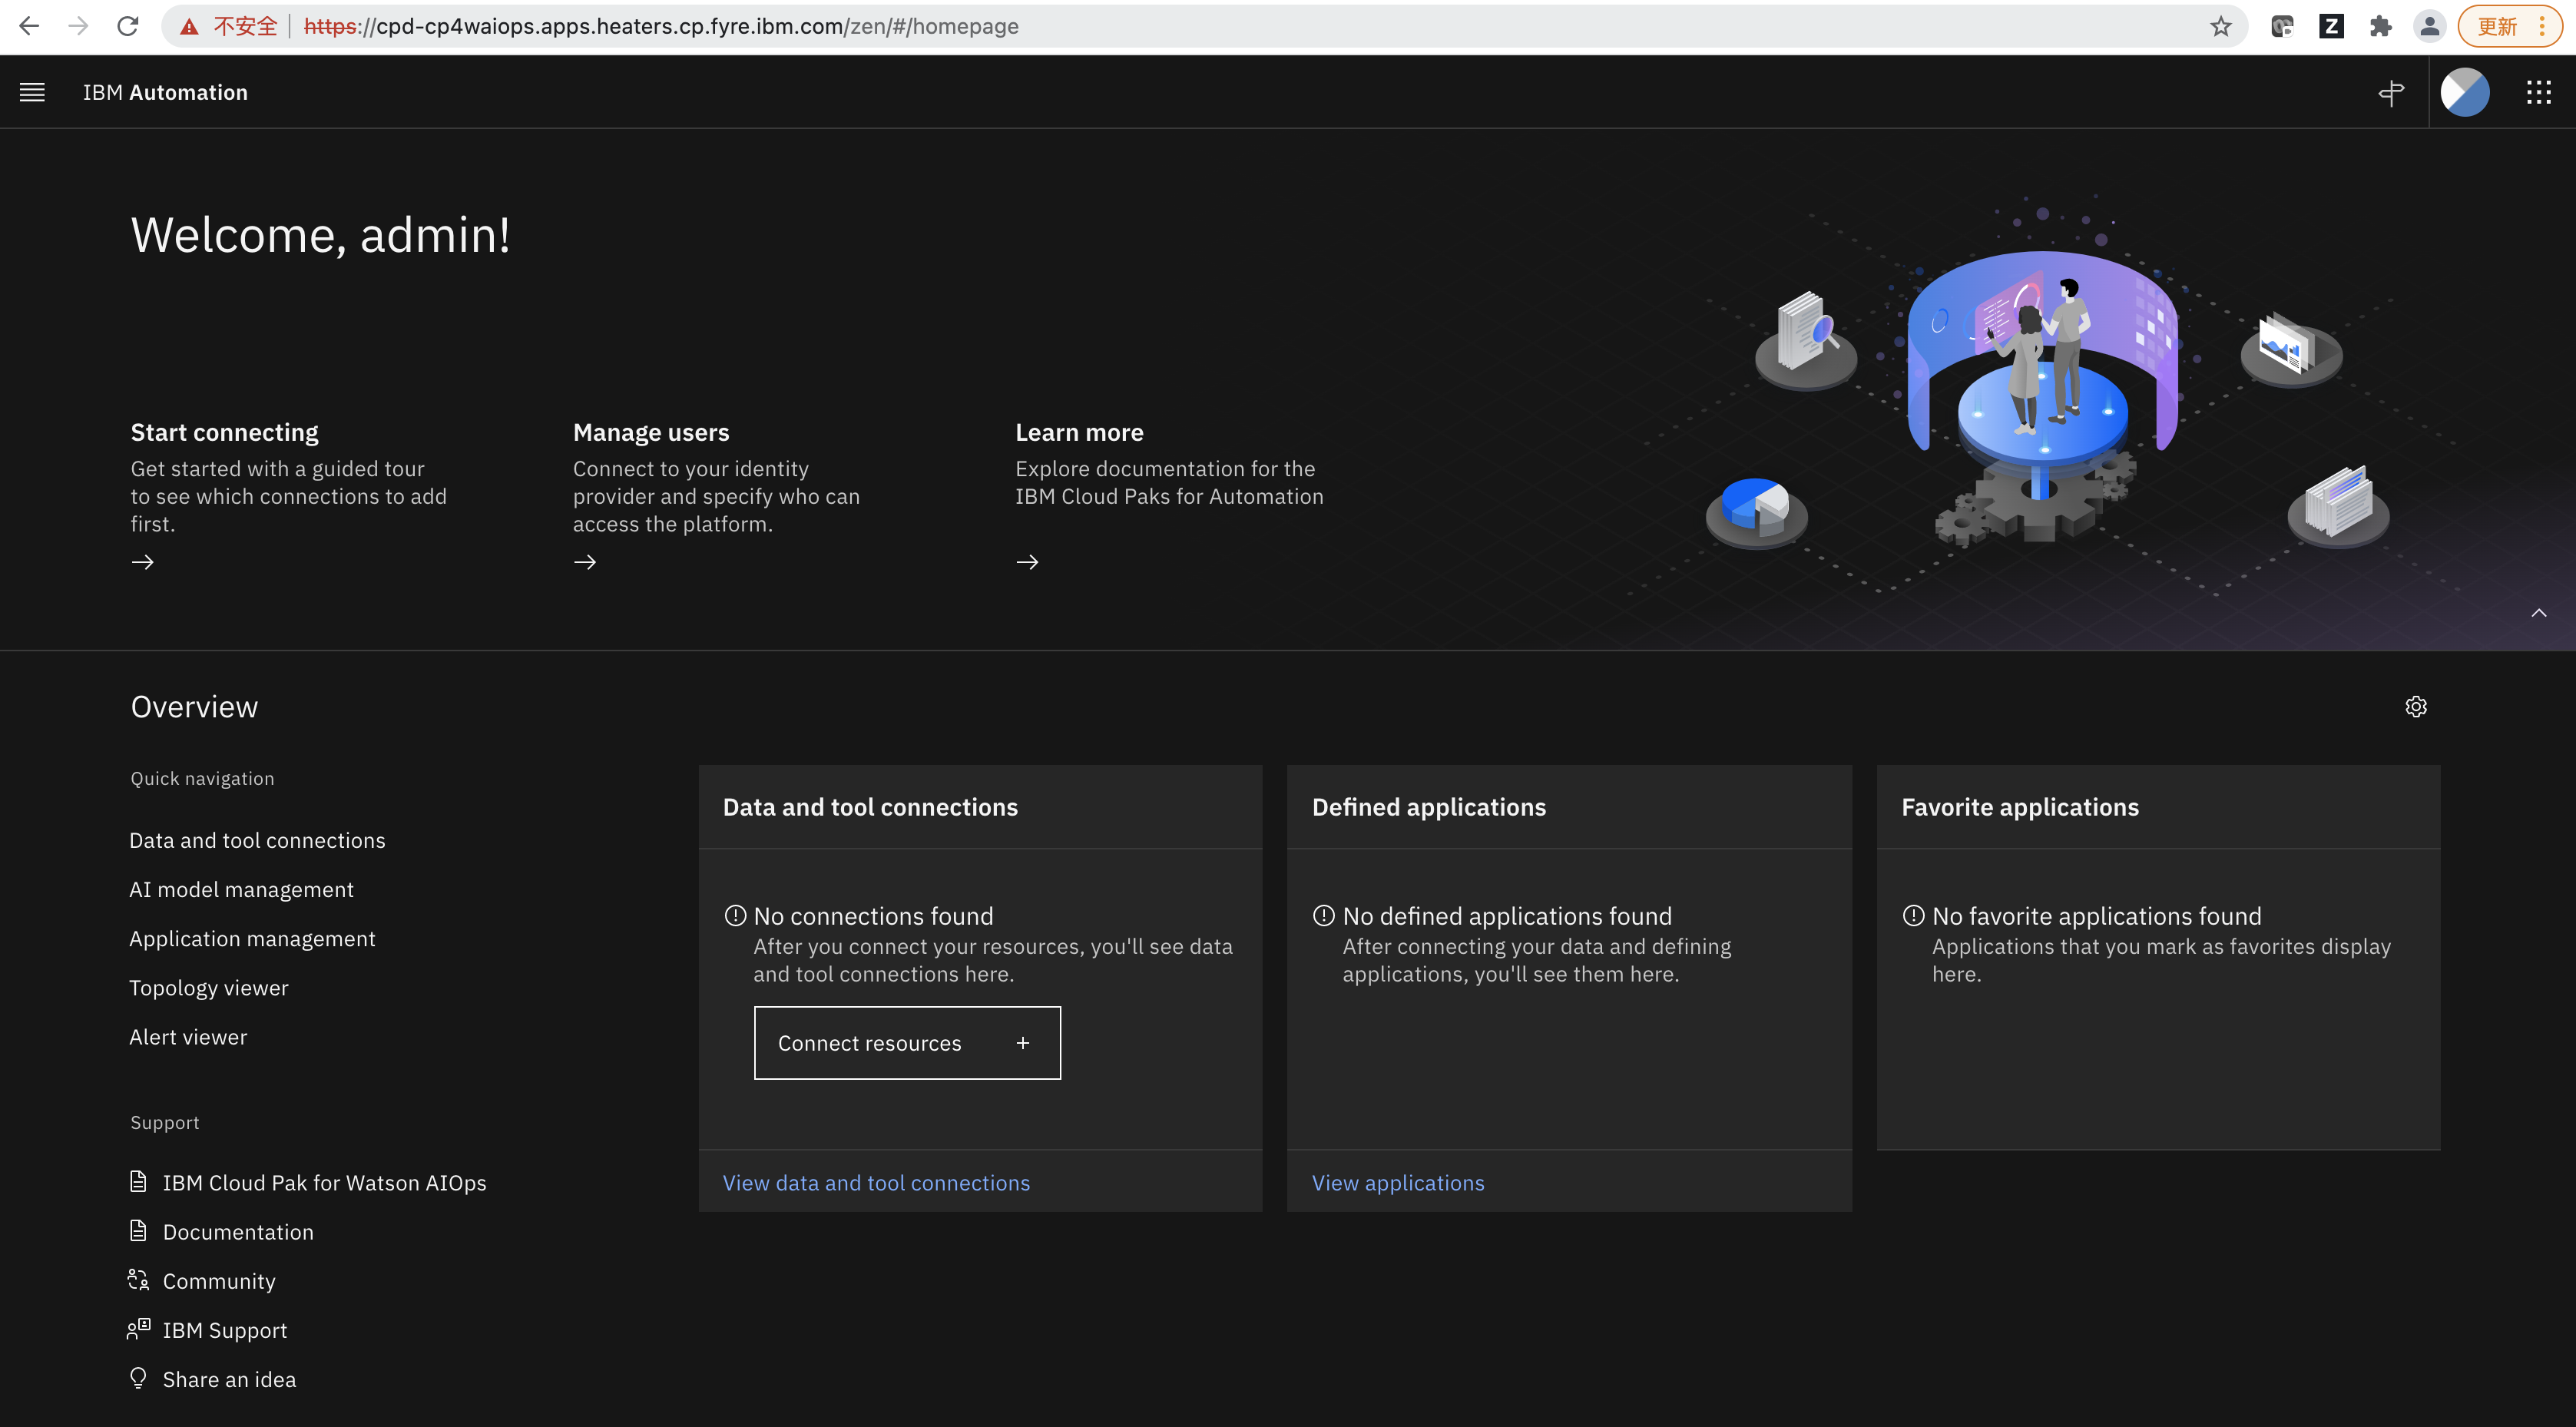 不安全 https://cpd-cp4waiops.apps.heaters.cp.fyre.ibm.com/zen/#/homepage
Z
更新
IBM Automation
Welcome, admin!
Start connecting
Get started with a guided tour
to see which connections to add
first.
Manage users
Connect to your identity
provider and specify who can
access the platform.
Learn more
Explore documentation for the
IBM Cloud Paks for Automation
Overview
Quick navigation
Data and tool connections
AI model management
Application management
Topology viewer
Alert viewer
Support
IBM Cloud Pak for Watson AIOps
Documentation
Community
IBM Support
Share an idea
Data and tool connections
No connections found
After you connect your resources, you'll see data
and tool connections here.
Connect resources +
View data and tool connections
Defined applications
No defined applications found
After connecting your data and defining
applications, you'll see them here.
View applications
Favorite applications
No favorite applications found
Applications that you mark as favorites display
here.